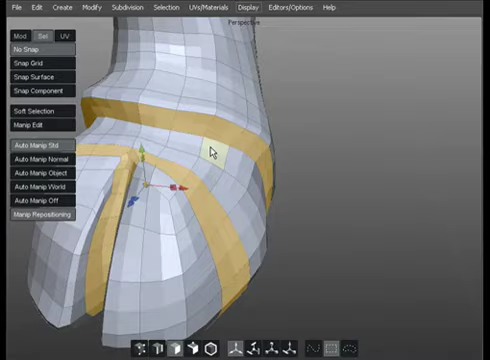 File Edit Create Modify Subdivision Selection UVs/Materials Display Editors/Options Help
Perspective
Mod Sel UV
No Snap
Snap Grid
Snap Surface
Snap Component
Soft Selection
Manip Edit
Auto Manip Std
Auto Manip Normal
Auto Manip Object
Auto Manip World
Auto Manip Off
Manip Repositioning